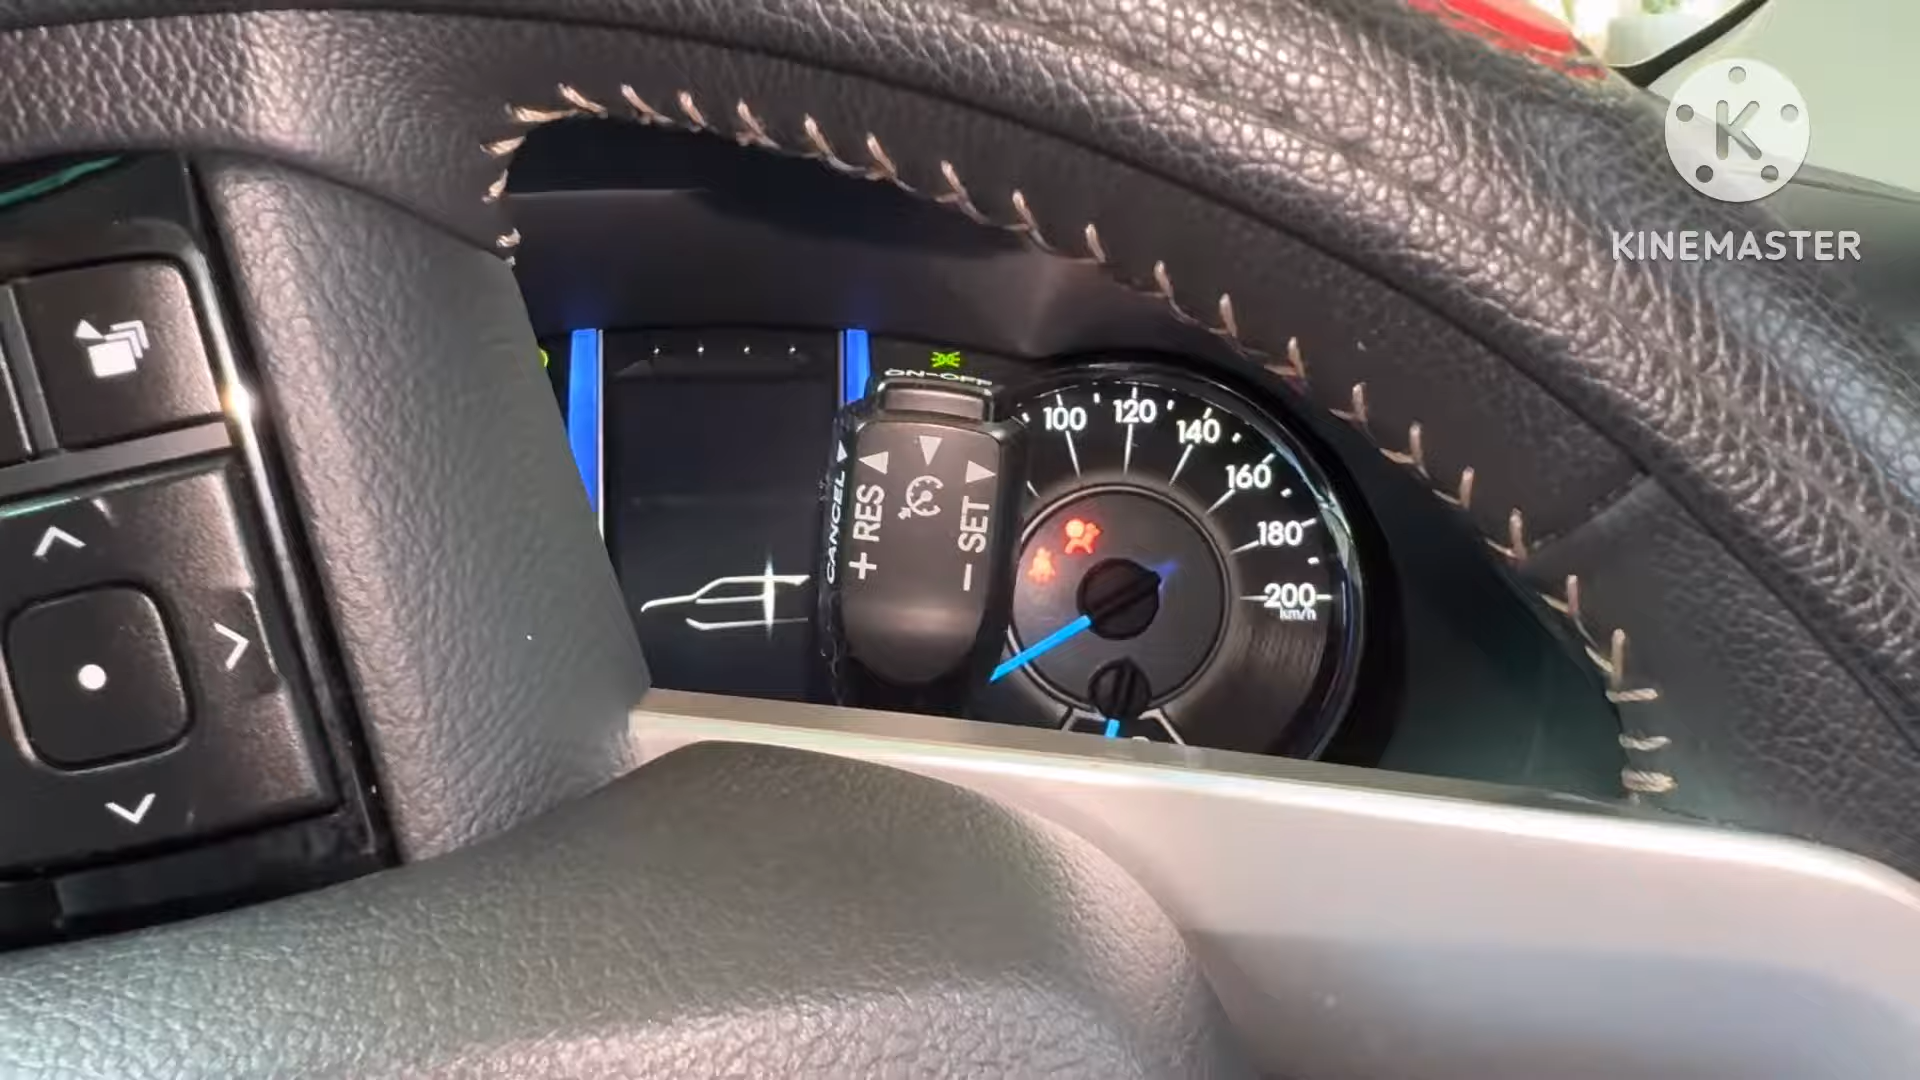 K
KINEMASTER
ON-OFF
CANCEL
+ RES
- SET
100
120
140
160
180
200
km/h